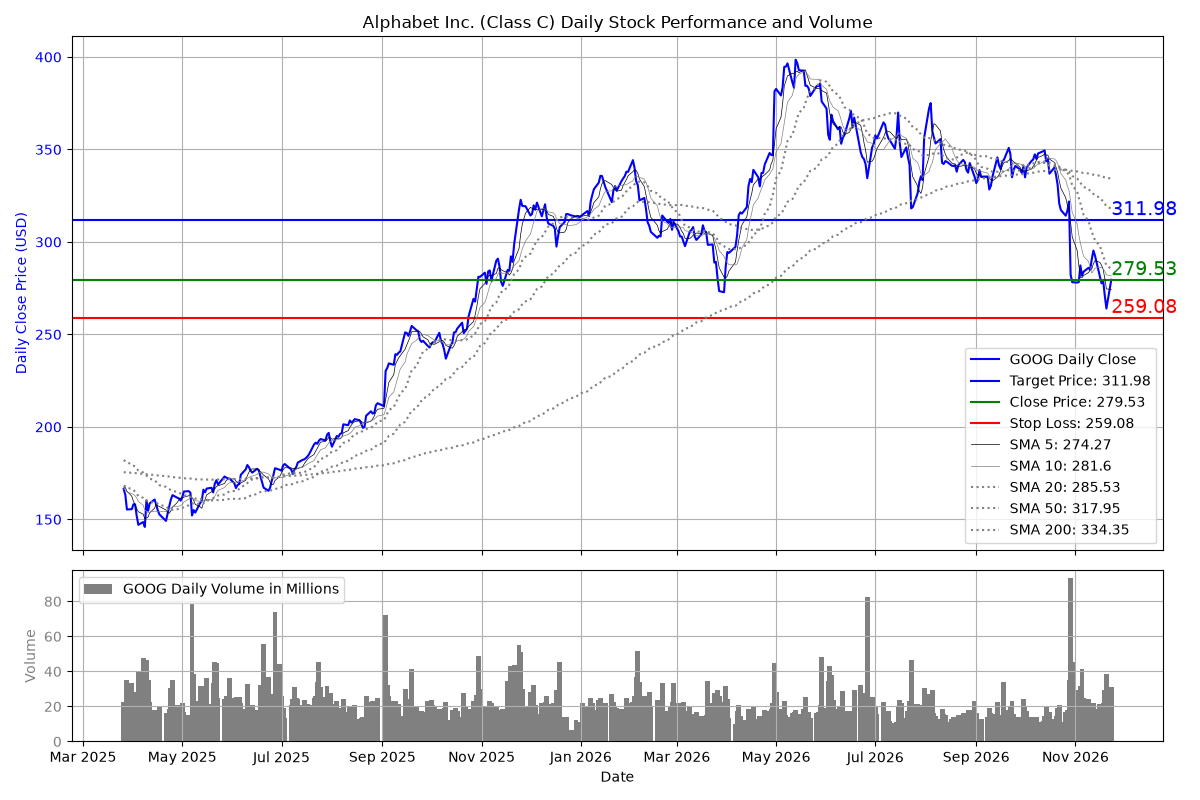 Alphabet Inc. (Class C) Daily Stock Performance and Volume
Daily Close Price (USD)
400
350
300
250
200
150
311.98
279.53
259.08
GOOG Daily Close
Target Price: 311.98
Close Price: 279.53
Stop Loss: 259.08
SMA 5: 274.27
SMA 10: 281.6
SMA 20: 285.53
SMA 50: 317.95
SMA 200: 334.35
GOOG Daily Volume in Millions
Volume
80
60
40
20
0
Mar 2025 May 2025 Jul 2025 Sep 2025 Nov 2025 Jan 2026 Mar 2026 May 2026 Jul 2026 Sep 2026 Nov 2026
Date